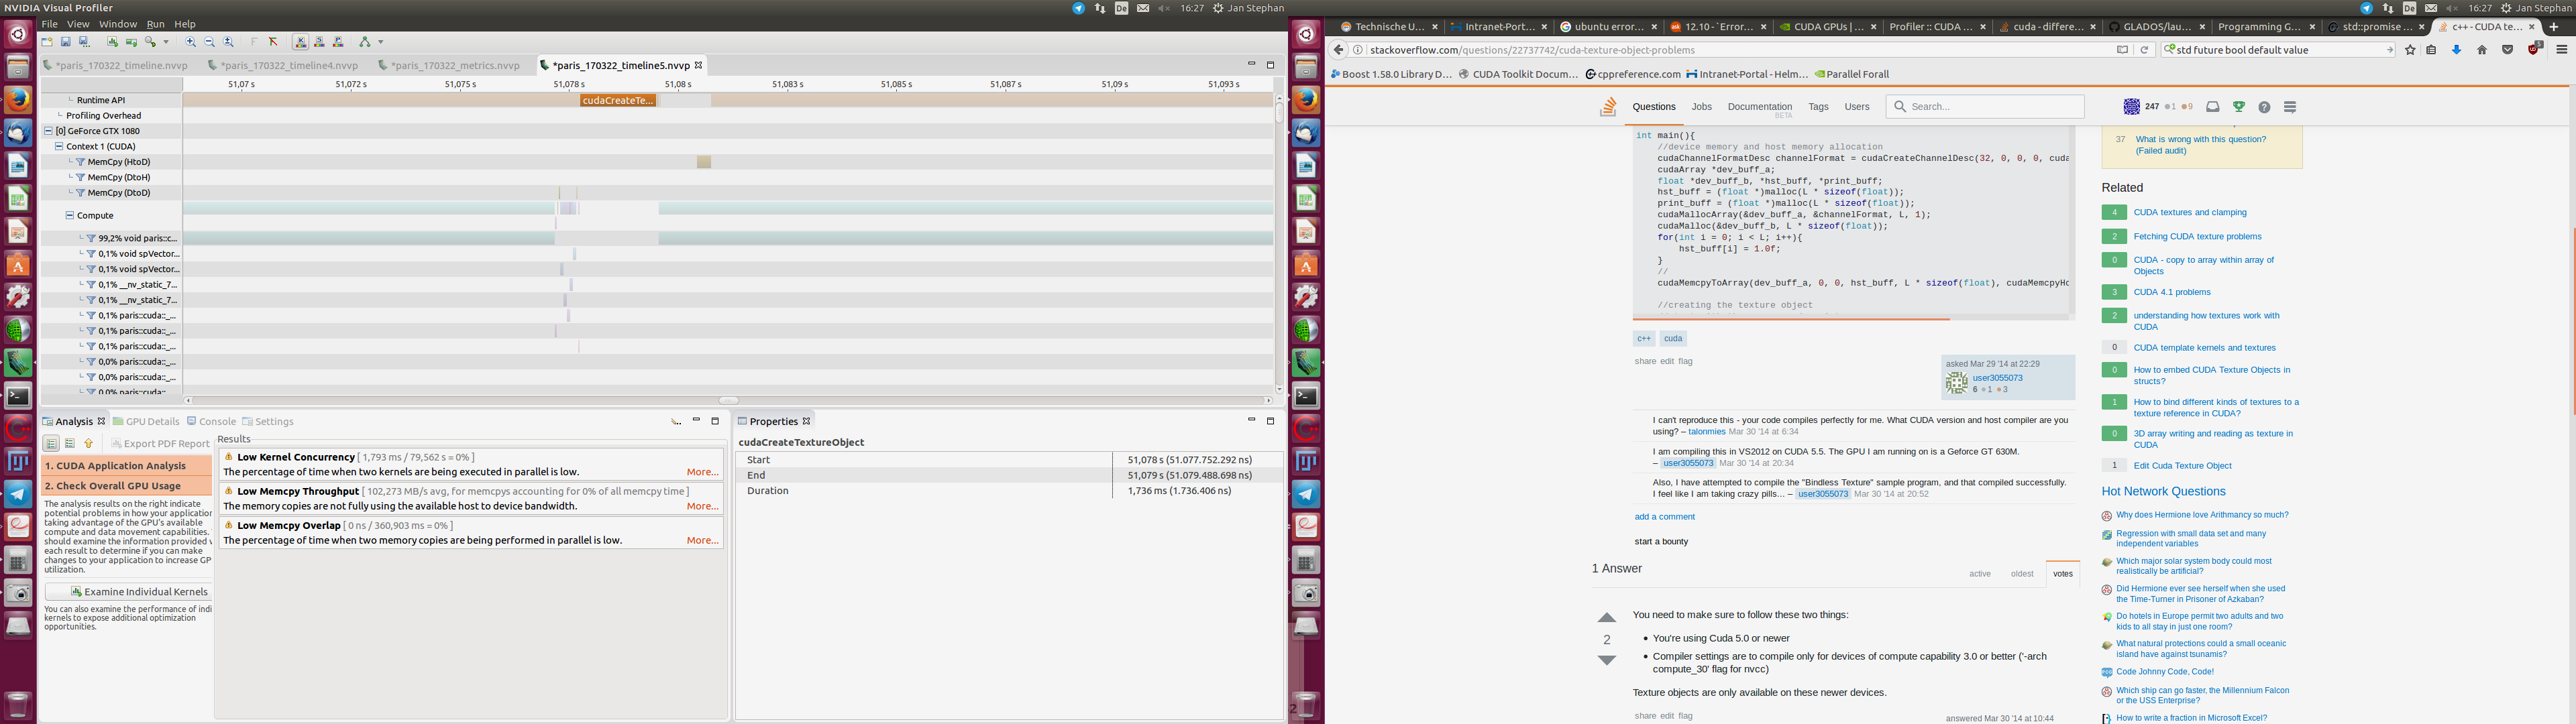 NVIDIA Visual Profiler
De
16:27
Jan Stephan
File View Window Run Help
*paris_170322_timeline.nvvp
*paris_170322_timeline4.nvvp
*paris_170322_metrics.nvvp
*paris_170322_timeline5.nvvp
51,07 s
51,072 s
51,078 s
51,08 s
51,083 s
51,085 s
51,087 s
51,09 s
51,093 s
Runtime API
cudaCreateTe...
Profiling Overhead
[0] GeForce GTX 1080
Context 1 (CUDA)
MemCpy (HtoD)
MemCpy (DtoH)
MemCpy (DtoD)
Compute
99,2% void paris::c...
0,1% void spVector...
0,1% void spVector...
0,1% __nv_static_7...
0,1% __nv_static_7...
0,1% paris::cuda::_...
0,1% paris::cuda::_...
0,1% paris::cuda::_...
0,0% paris::cuda::_...
0,0% paris::cuda::_...
0,0% paris::cuda::_...
Analysis
GPU Details
Console
Settings
Export PDF Report
1. CUDA Application Analysis
2. Check Overall GPU Usage
The analysis results on the right indicate
potential problems in how your application
taking advantage of the GPU's available
compute and data movement capabilities.
should examine the information provided
each result to determine if you can make
changes to your application to increase GP
utilization.
Examine Individual Kernels
You can also examine the performance of indi
kernels to expose additional optimization
opportunities.
Results
Low Kernel Concurrency [ 1,793 ms / 79,562 s = 0% ]
The percentage of time when two kernels are being executed in parallel is low.
More...
Low Memcpy Throughput [ 102,273 MB/s avg, for memcpys accounting for 0% of all memcpy time ]
The memory copies are not fully using the available host to device bandwidth.
More...
Low Memcpy Overlap [ 0 ns / 360,903 ms = 0% ]
The percentage of time when two memory copies are being performed in parallel is low.
More...
Properties
cudaCreateTextureObject
Start
51,078 s (51.077.752.292 ns)
End
51,079 s (51.079.488.698 ns)
Duration
1,736 ms (1.736.406 ns)
De
16:27
Jan Stephan
Technische U...
Intranet-Port...
ubuntu error...
12.10 - `Error...
CUDA GPUs | ...
Profiler :: CUDA ...
cuda - differe...
GLADOS/lau...
Programming G...
std::promise ...
c++ - CUDA te...
stackoverflow.com/questions/22737742/cuda-texture-object-problems
std future bool default value
Boost 1.58.0 Library D...
CUDA Toolkit Docum...
cppreference.com
Intranet-Portal - Helm...
Parallel Forall
Questions
Jobs
Documentation
BETA
Tags
Users
Search...
247
1
9
int main(){
//device memory and host memory allocation
cudaChannelFormatDesc channelFormat = cudaCreateChannelDesc(32, 0, 0, 0, cuda
cudaArray *dev_buff_a;
float *dev_buff_b, *hst_buff, *print_buff;
hst_buff = (float *)malloc(L * sizeof(float));
print_buff = (float *)malloc(L * sizeof(float));
cudaMallocArray(&dev_buff_a, &channelFormat, L, 1);
cudaMalloc(&dev_buff_b, L * sizeof(float));
for(int i = 0; i < L; i++){
hst_buff[i] = 1.0f;
}
//
cudaMemcpyToArray(dev_buff_a, 0, 0, hst_buff, L * sizeof(float), cudaMemcpyHo
//creating the texture object
c++
cuda
share edit flag
asked Mar 29 '14 at 22:29
user3055073
6
1
3
I can't reproduce this - your code compiles perfectly for me. What CUDA version and host compiler are you
using? – talonmies Mar 30 '14 at 6:34
I am compiling this in VS2012 on CUDA 5.5. The GPU I am running on is a Geforce GT 630M.
– user3055073 Mar 30 '14 at 20:34
Also, I have attempted to compile the "Bindless Texture" sample program, and that compiled successfully.
I feel like I am taking crazy pills... – user3055073 Mar 30 '14 at 20:52
add a comment
start a bounty
1 Answer
active
oldest
votes
2
You need to make sure to follow these two things:
You're using Cuda 5.0 or newer
Compiler settings are to compile only for devices of compute capability 3.0 or better ('-arch
compute_30' flag for nvcc)
Texture objects are only available on these newer devices.
share edit flag
answered Mar 30 '14 at 10:44
37
What is wrong with this question?
(Failed audit)
Related
4 CUDA textures and clamping
2 Fetching CUDA texture problems
0 CUDA - copy to array within array of
Objects
3 CUDA 4.1 problems
2 understanding how textures work with
CUDA
0 CUDA template kernels and textures
0 How to embed CUDA Texture Objects in
structs?
1 How to bind different kinds of textures to a
texture reference in CUDA?
0 3D array writing and reading as texture in
CUDA
1 Edit Cuda Texture Object
Hot Network Questions
Why does Hermione love Arithmancy so much?
Regression with small data set and many
independent variables
Which major solar system body could most
realistically be artificial?
Did Hermione ever see herself when she used
the Time-Turner in Prisoner of Azkaban?
Do hotels in Europe permit two adults and two
kids to all stay in just one room?
What natural protections could a small oceanic
island have against tsunamis?
Code Johnny Code, Code!
Which ship can go faster, the Millennium Falcon
or the USS Enterprise?
How to write a fraction in Microsoft Excel?